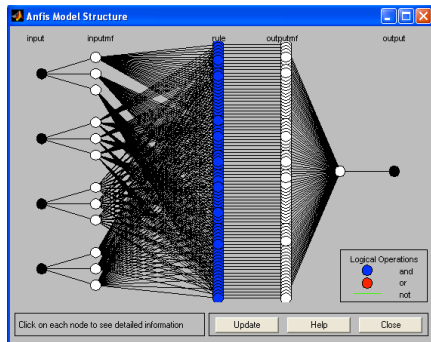 Anfis Model Structure
input inputmf rule outputmf output
Logical Operations
and
or
not
Click on each node to see detailed information
Update Help Close